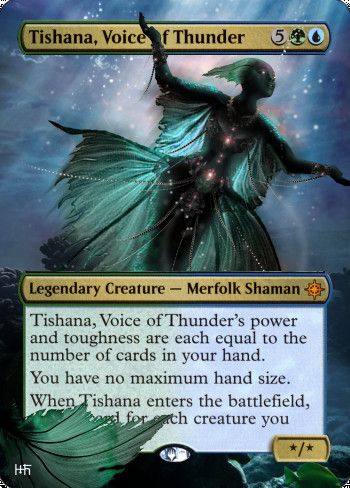 Tishana, Voice of Thunder 5
Legendary Creature — Merfolk Shaman
Tishana, Voice of Thunder's power
and toughness are each equal to the
number of cards in your hand.
You have no maximum hand size.
When Tishana enters the battlefield,
for each creature you
*/*